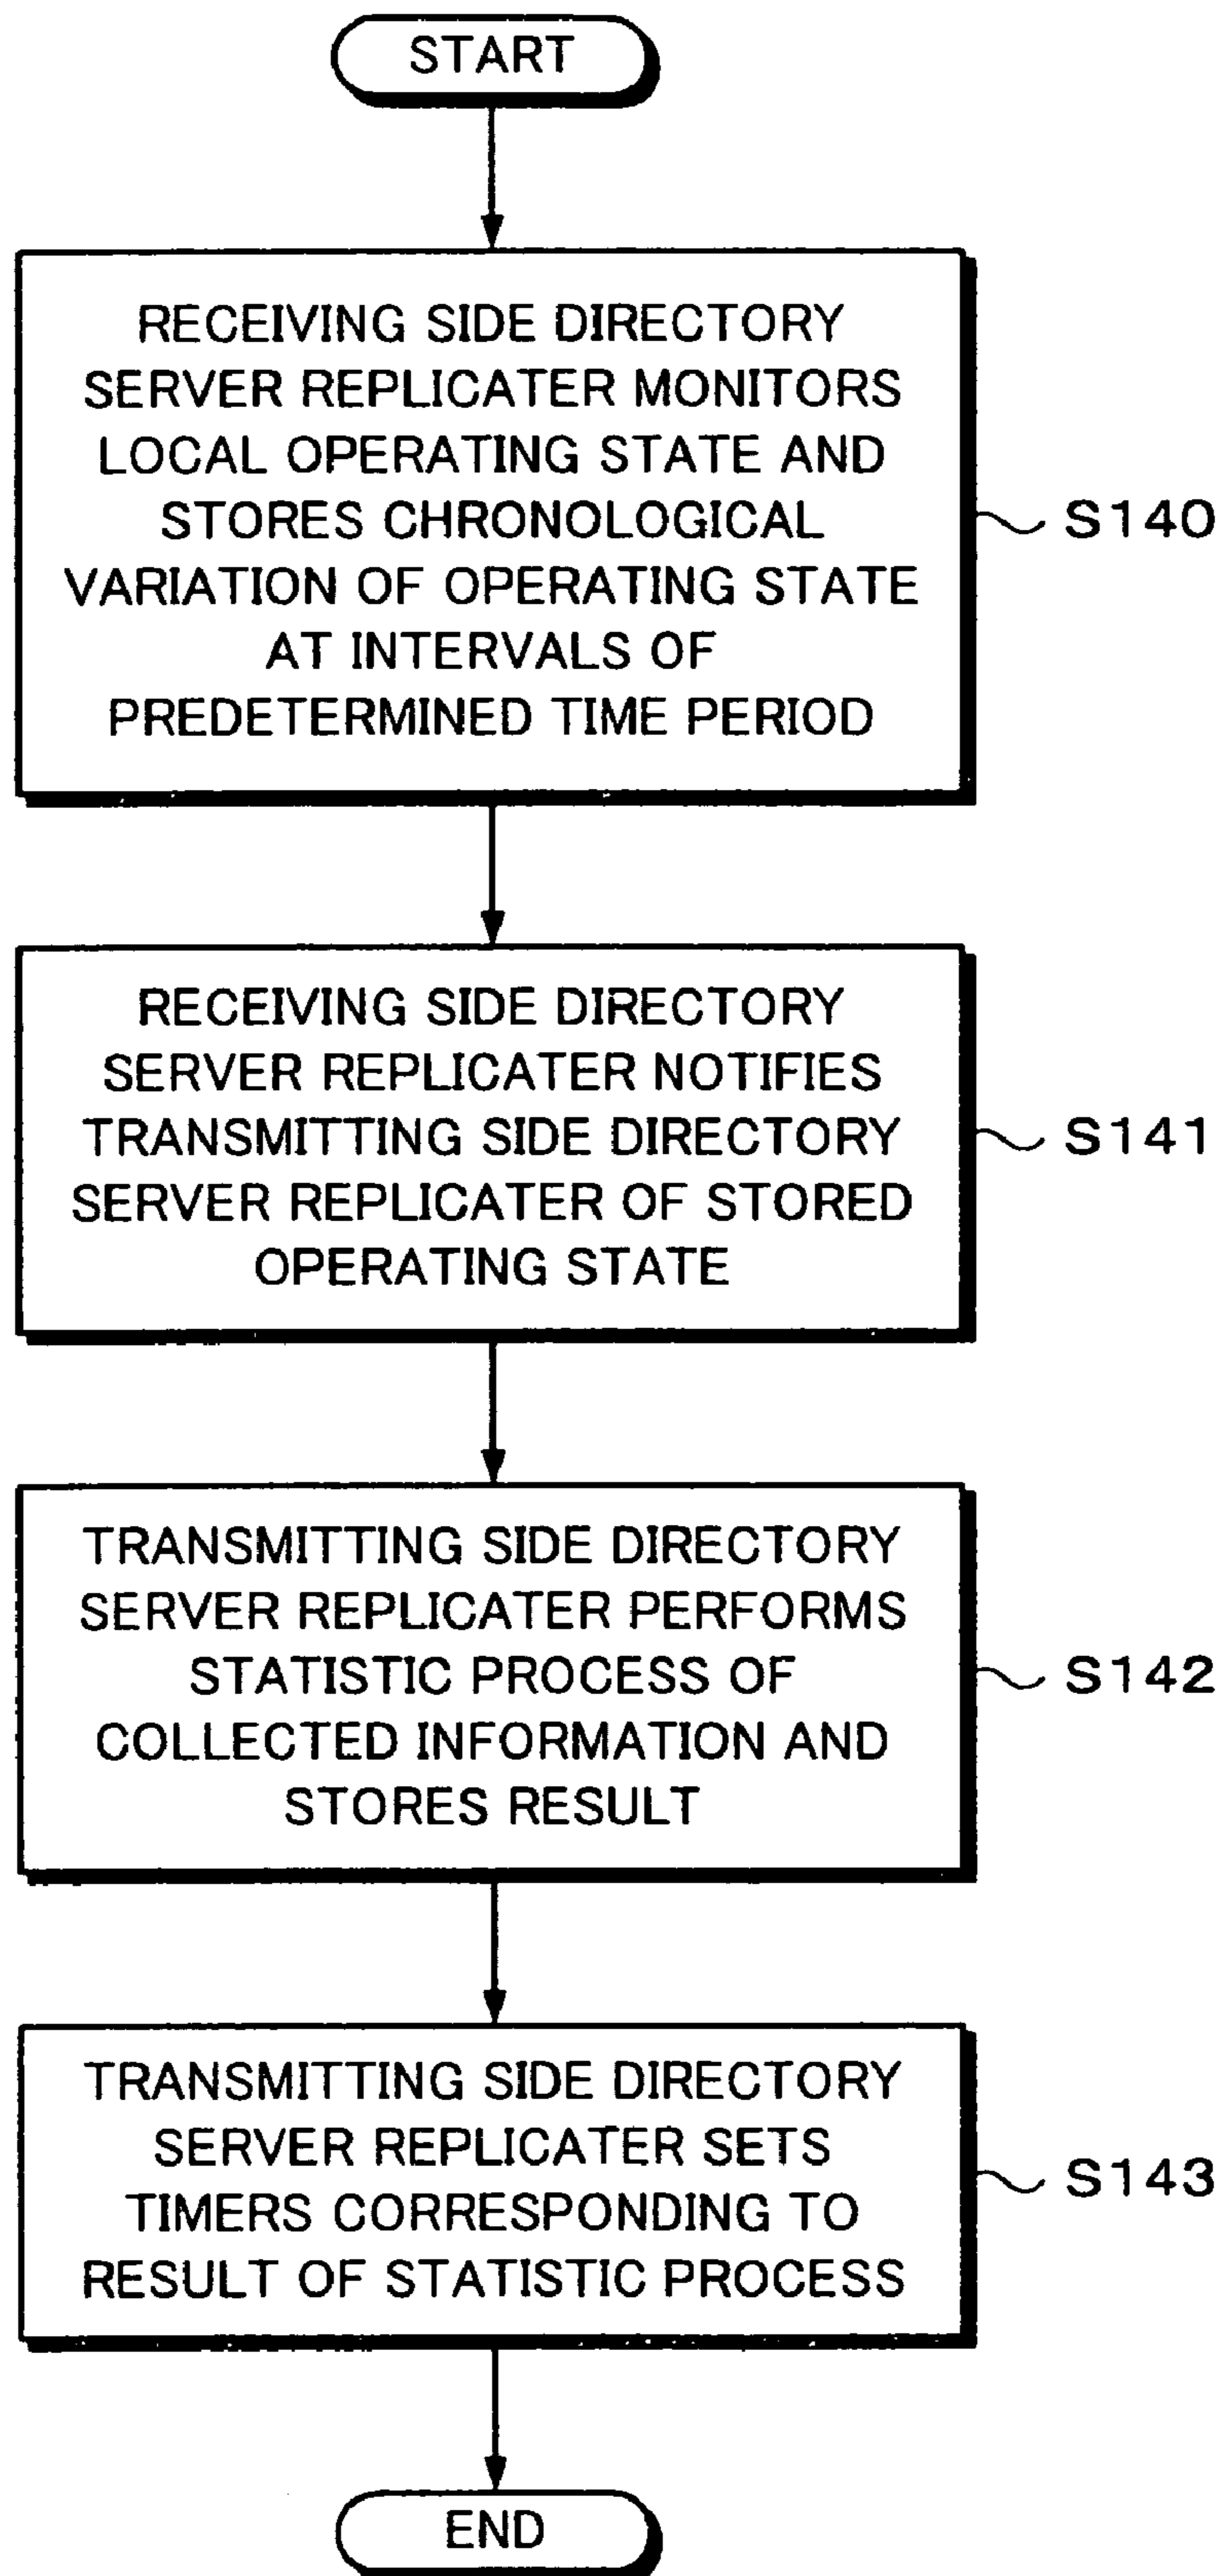 START
RECEIVING SIDE DIRECTORY
SERVER REPLICATER MONITORS
LOCAL OPERATING STATE AND
STORES CHRONOLOGICAL
VARIATION OF OPERATING STATE
AT INTERVALS OF
PREDETERMINED TIME PERIOD
S140
RECEIVING SIDE DIRECTORY
SERVER REPLICATER NOTIFIES
TRANSMITTING SIDE DIRECTORY
SERVER REPLICATER OF STORED
OPERATING STATE
S141
TRANSMITTING SIDE DIRECTORY
SERVER REPLICATER PERFORMS
STATISTIC PROCESS OF
COLLECTED INFORMATION AND
STORES RESULT
S142
TRANSMITTING SIDE DIRECTORY
SERVER REPLICATER SETS
TIMERS CORRESPONDING TO
RESULT OF STATISTIC PROCESS
S143
END